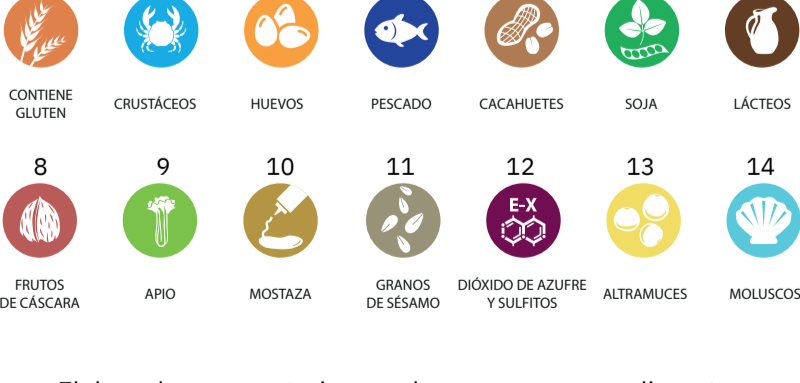 CONTIENE
GLUTEN
CRUSTÁCEOS
HUEVOS
PESCADO
CACAHUETES
SOJA
LÁCTEOS
8 9 10 11 12 13 14
E-X
FRUTOS
DE CÁSCARA
APIO
MOSTAZA
GRANOS
DE SÉSAMO
DIÓXIDO DE AZUFRE
Y SULFITOS
ALTRAMUCES
MOLUSCOS